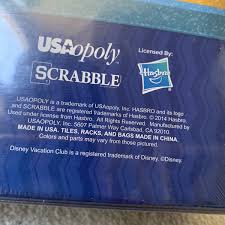 USAopoly
Licensed By:
SCRABBLE
Hasbro
USAOPOLY is a trademark of USAopoly, Inc. HASBRO and its logo
and SCRABBLE are trademarks of Hasbro. © 2014 Hasbro.
Used under license from Hasbro. All Rights Reserved. Manufactured by
USAOPOLY, Inc. 5607 Palmer Way Carlsbad, CA 92010.
MADE IN USA. TILES, RACKS, AND BAGS MADE IN CHINA.
Colors and parts may vary from those pictured.
Disney Vacation Club is a registered trademark of Disney. ©Disney.